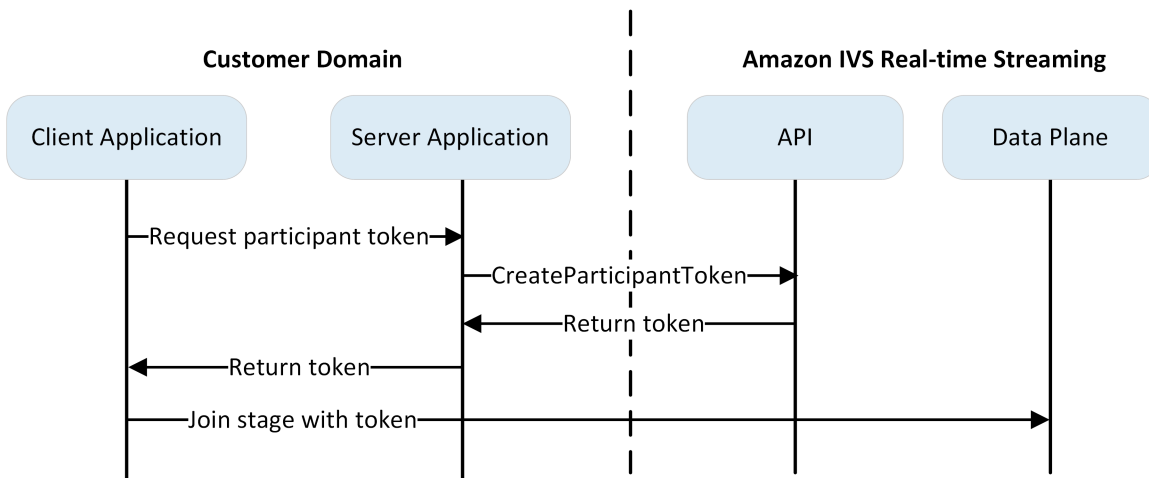 Customer Domain
Amazon IVS Real-time Streaming
Client Application
Server Application
API
Data Plane
Request participant token
CreateParticipantToken
Return token
Return token
Join stage with token